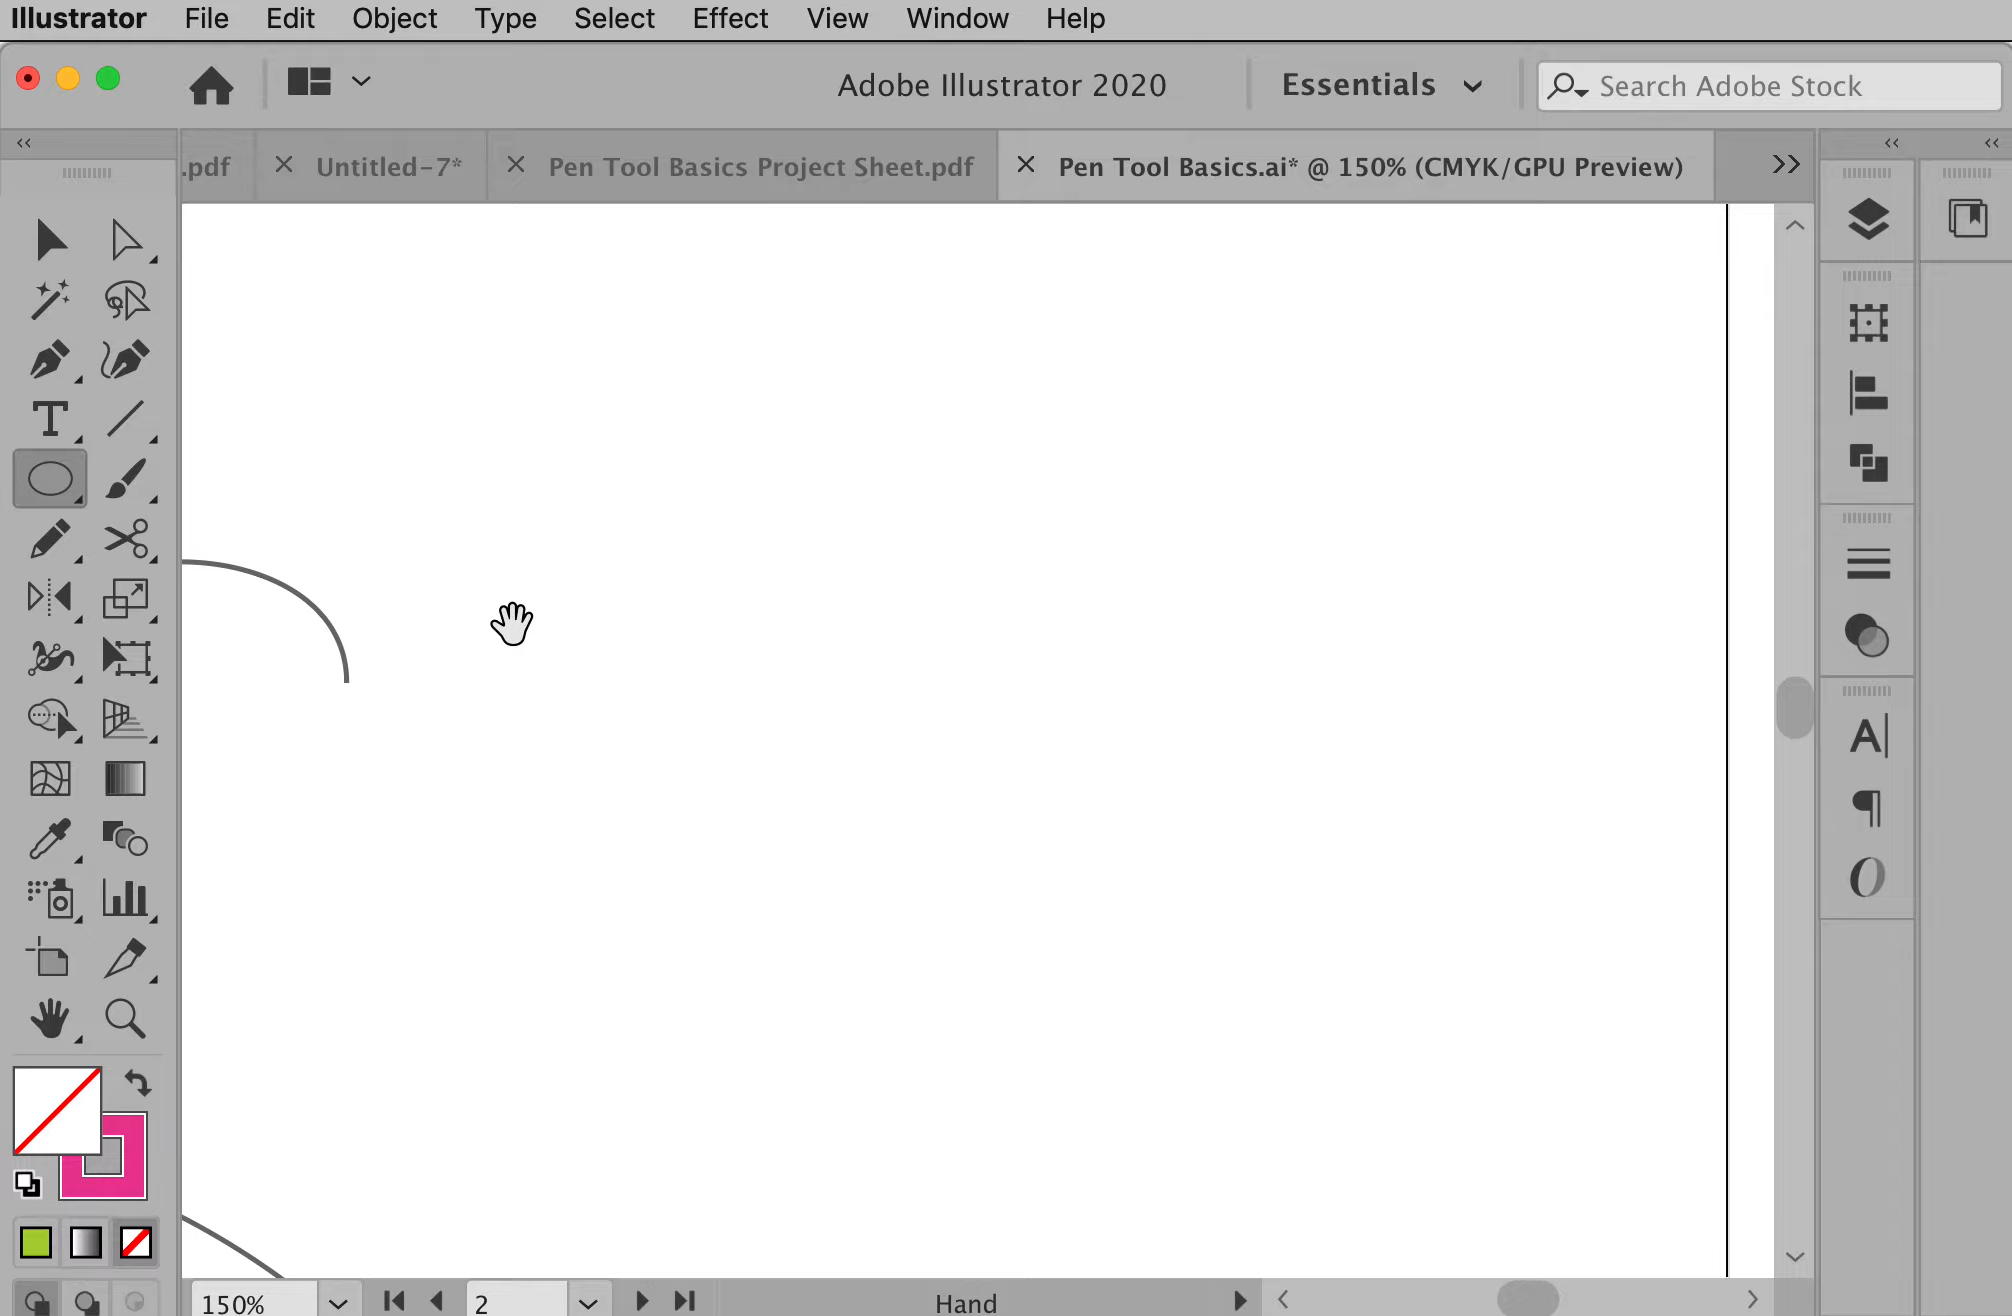 Illustrator File Edit Object Type Select Effect View Window Help
Adobe Illustrator 2020 Essentials Search Adobe Stock
.pdf Untitled-7* Pen Tool Basics Project Sheet.pdf Pen Tool Basics.ai* @ 150% (CMYK/GPU Preview)
150% 2 Hand